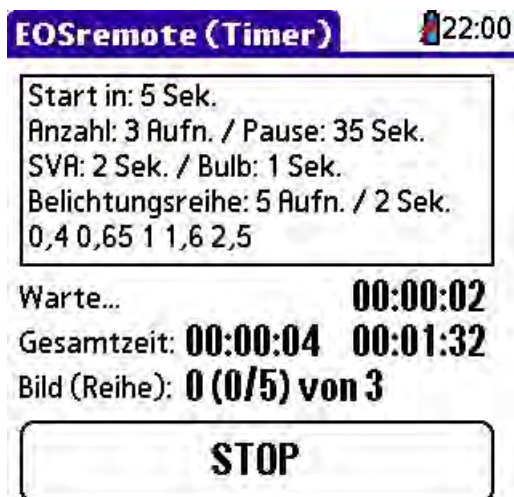 EOSremote (Timer) 22:00
Start in: 5 Sek.
Anzahl: 3 Aufn. / Pause: 35 Sek.
SVA: 2 Sek. / Bulb: 1 Sek.
Belichtungsreihe: 5 Aufn. / 2 Sek.
0,4 0,65 1 1,6 2,5
Warte... 00:00:02
Gesamtzeit: 00:00:04 00:01:32
Bild (Reihe): 0 (0/5) von 3
STOP